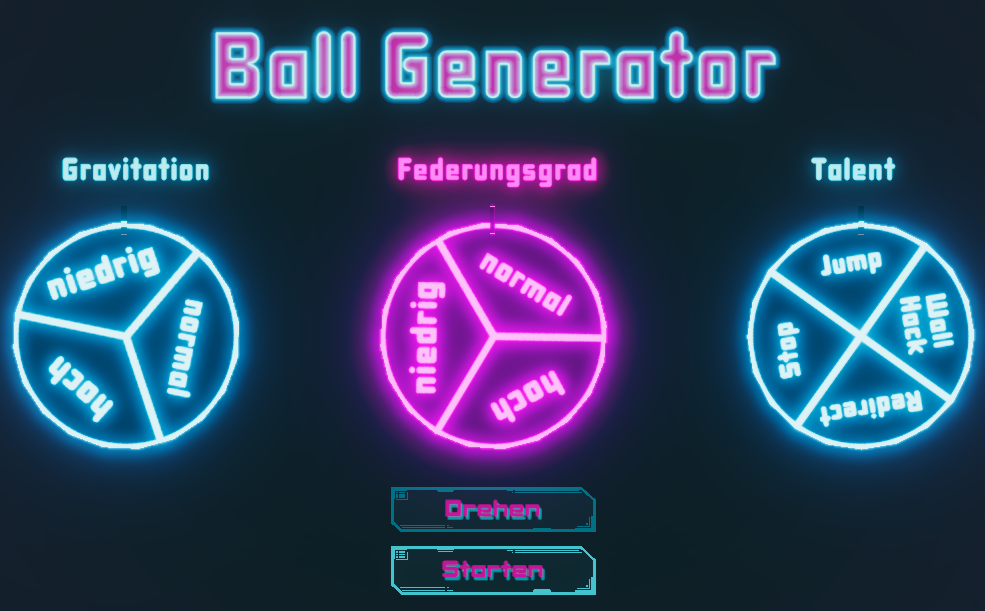 Ball Generator
Gravitation
Federungsgrad
Talent
niedrig
normal
hoch
niedrig
normal
hoch
Jump
Wall
Hack
Redirect
Stop
Drehen
Starten